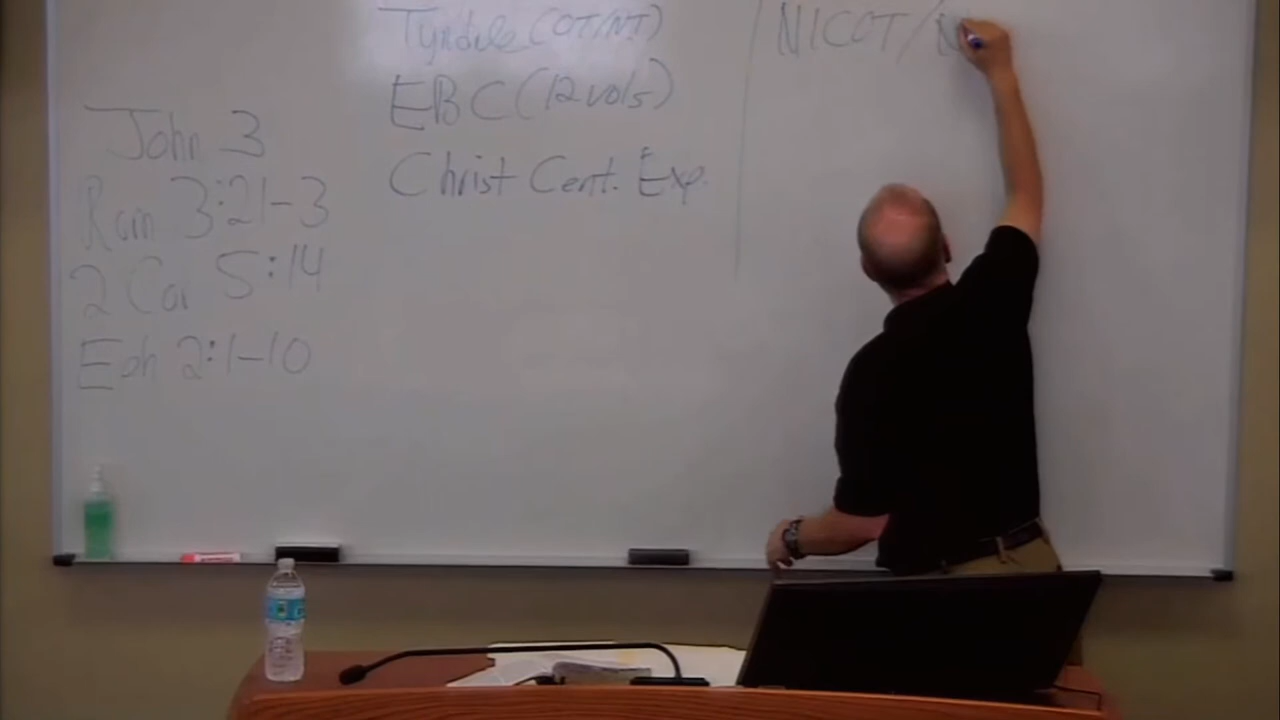 John 3
Rom 3:21-3
2 Cor 5:14
Eph 2:1-10
Tyndale (OT/NT)
EBC (12 vols)
Christ Cent. Exp.
NICOT/N